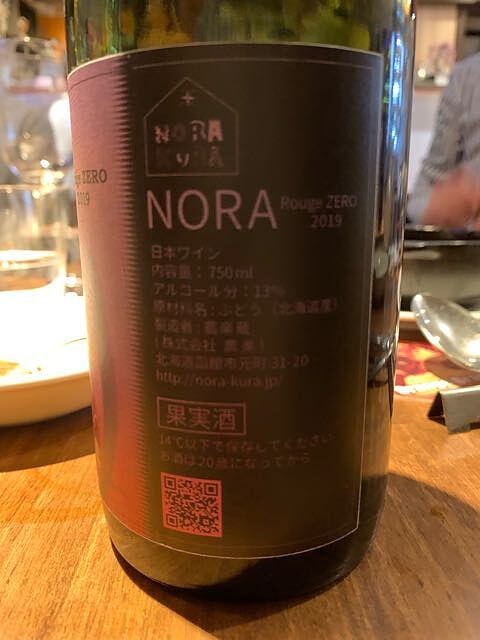 NORA
KuRA
Rouge ZERO
2019
NORA Rouge ZERO
2019
日本ワイン
内容量：750ml
アルコール分：13%
原材料名：ぶどう（北海道産）
製造者：農楽蔵
（株式会社 農楽）
北海道函館市元町 31-20
http://nora-kura.jp/
果実酒
14℃以下で保存してください
お酒は20歳になってから